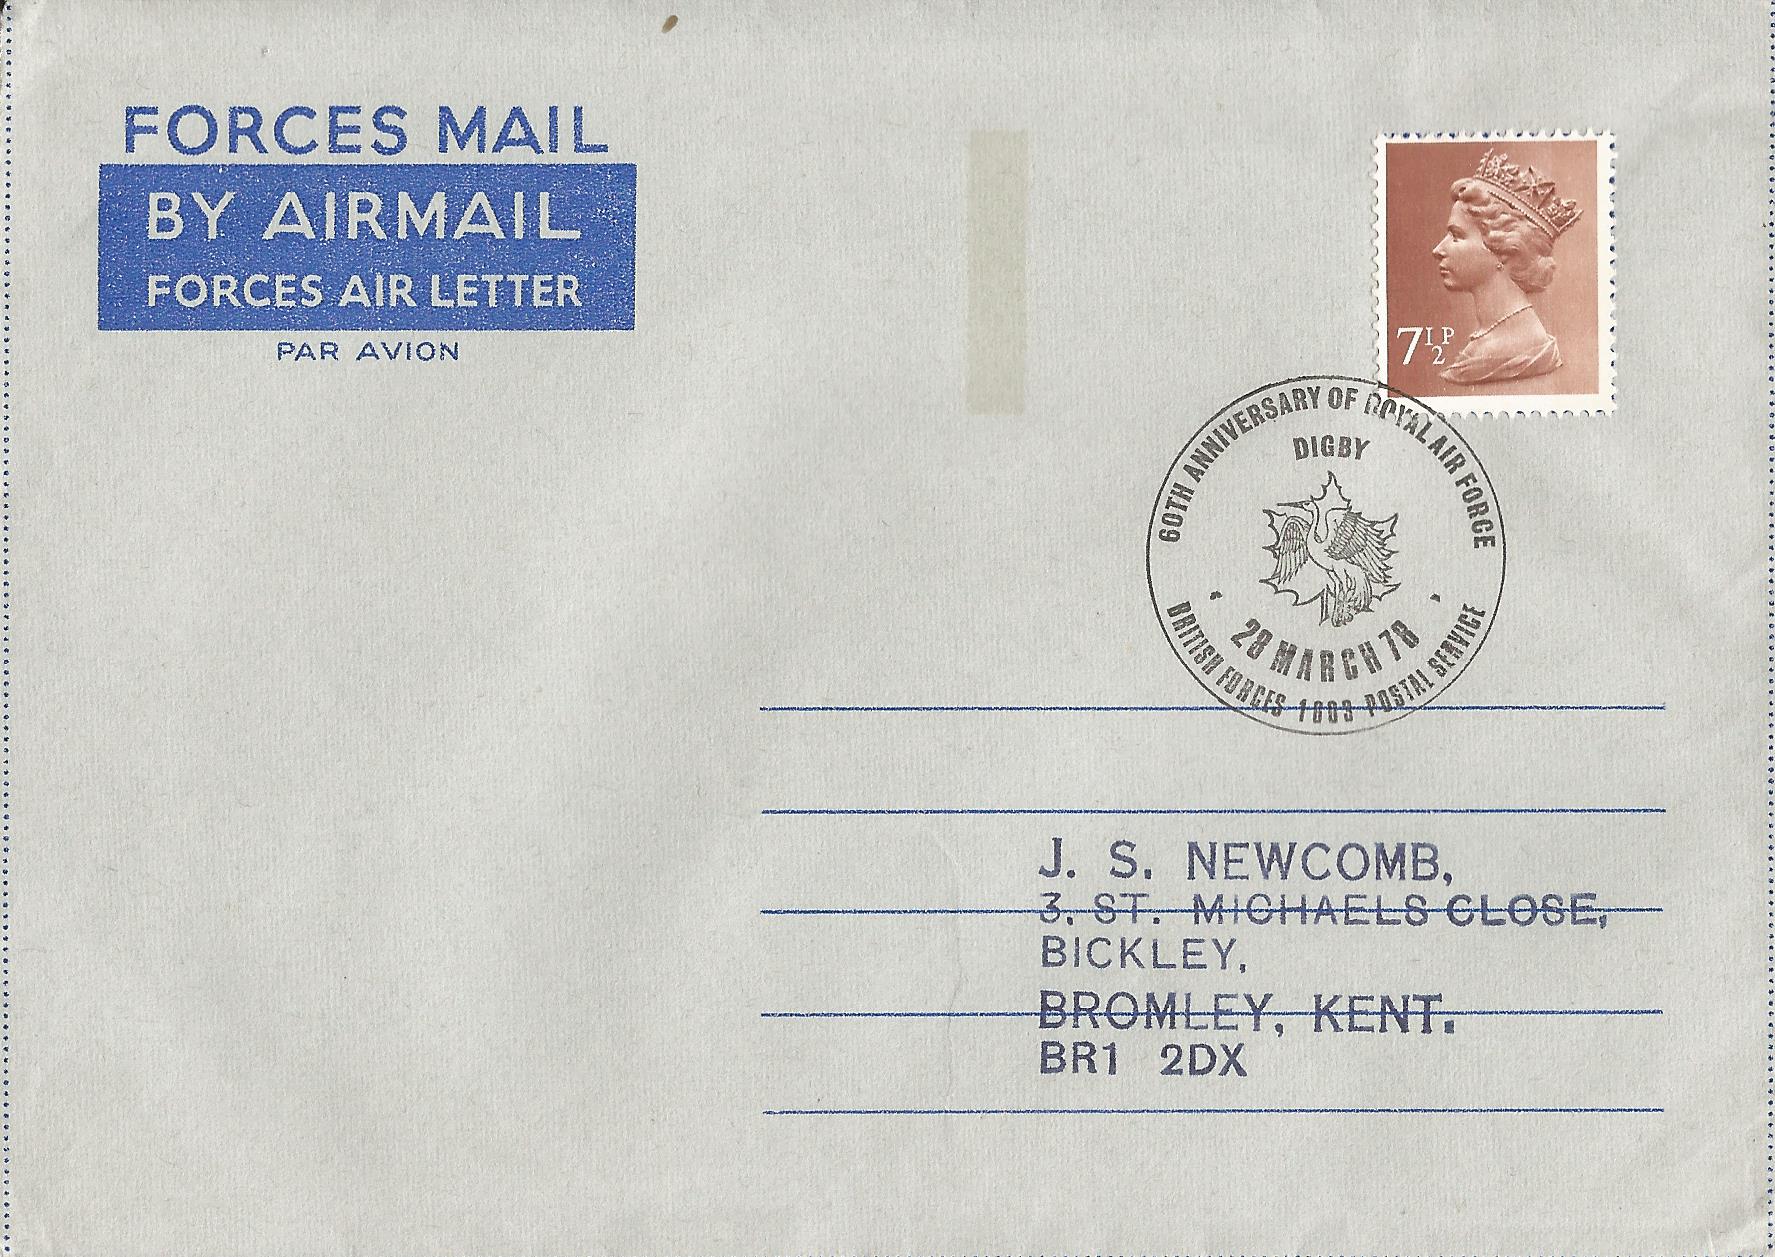 FORCES MAIL
BY AIRMAIL
FORCES AIR LETTER
PAR AVION
7½P
60TH ANNIVERSARY OF ROYAL AIR FORCE
DIGBY
28 MARCH 78
BRITISH FORCES 1603 POSTAL SERVICE
J. S. NEWCOMB,
3, ST. MICHAELS CLOSE,
BICKLEY,
BROMLEY, KENT.
BR1 2DX